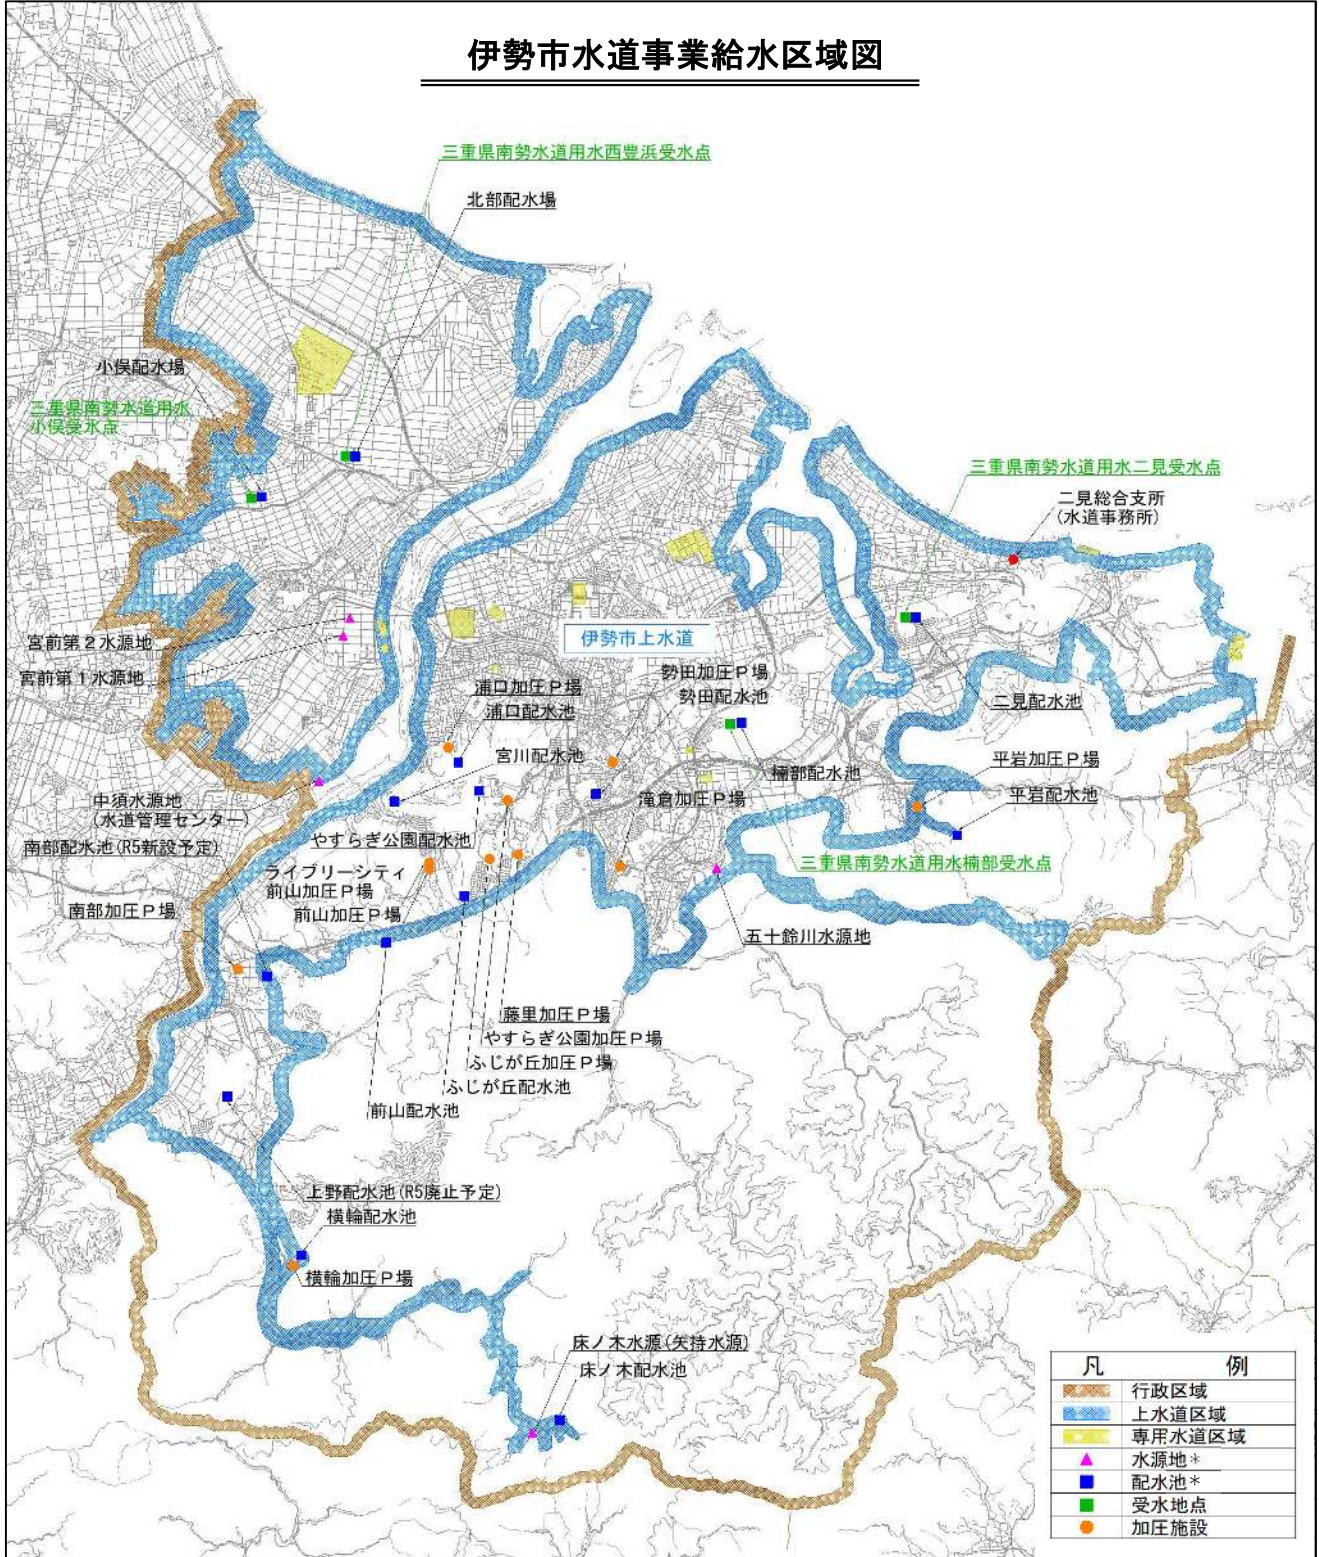 伊勢市水道事業給水区域図
三重県南勢水道用水西豊浜受水点
北部配水場
小俣配水場
三重県南勢水道用水
小俣受水点
三重県南勢水道用水二見受水点
二見総合支所
(水道事務所)
宮前第2水源地
宮前第1水源地
伊勢市上水道
勢田加圧P場
勢田配水池
浦口加圧P場
浦口配水池
二見配水池
宮川配水池
楠部配水池
平岩加圧P場
滝倉加圧P場
平岩配水池
中須水源地
(水道管理センター)
やすらぎ公園配水池
南部配水池(R5新設予定)
三重県南勢水道用水楠部受水点
ライブリーシティ
前山加圧P場
前山加圧P場
南部加圧P場
五十鈴川水源地
藤里加圧P場
やすらぎ公園加圧P場
ふじが丘加圧P場
ふじが丘配水池
前山配水池
上野配水池(R5廃止予定)
横輪配水池
横輪加圧P場
床ノ木水源(矢持水源)
床ノ木配水池
凡 例
行政区域
上水道区域
専用水道区域
水源地*
配水池*
受水地点
加圧施設